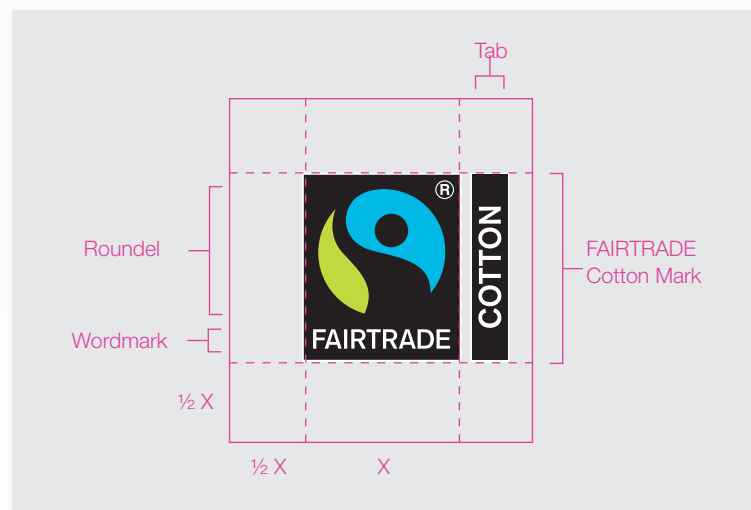 Tab
®
Roundel
COTTON
FAIRTRADE
Cotton Mark
Wordmark
FAIRTRADE
½ X
½ X
X